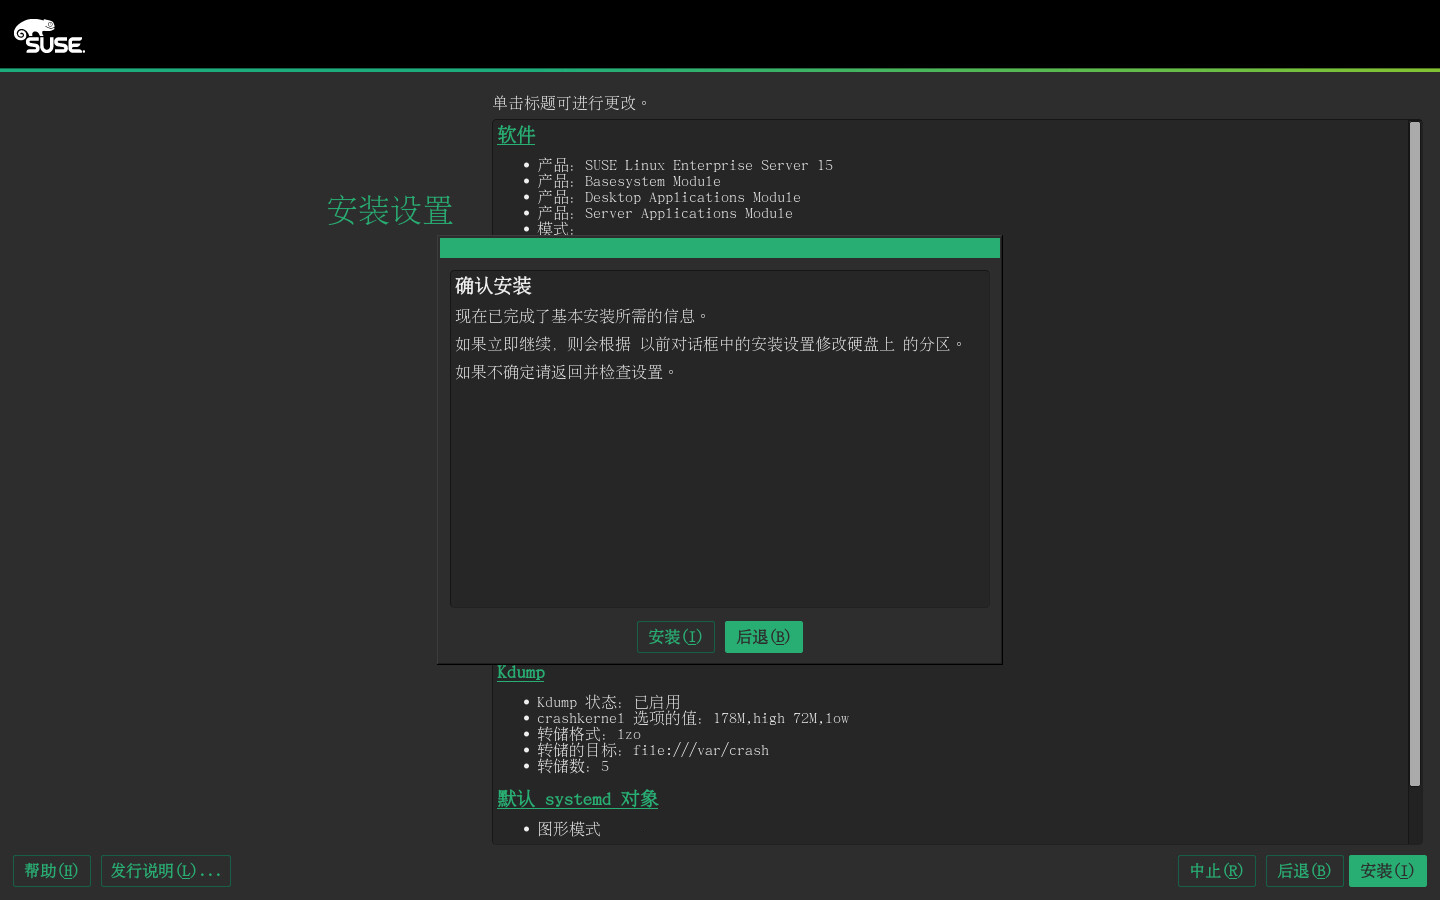 SUSE.
单击标题可进行更改。
软件
• 产品: SUSE Linux Enterprise Server 15
• 产品: Basesystem Module
• 产品: Desktop Applications Module
• 产品: Server Applications Module
• 模式:
安装设置
确认安装
现在已完成了基本安装所需的信息。
如果立即继续, 则会根据 以前对话框中的安装设置修改硬盘上 的分区。
如果不确定请返回并检查设置。
安装(I)
后退(B)
Kdump
• Kdump 状态: 已启用
• crashkernel 选项的值: 178M,high 72M,low
• 转储格式: lzo
• 转储的目标: file:///var/crash
• 转储数: 5
默认 systemd 对象
• 图形模式
帮助(H)
发行说明(L)...
中止(R)
后退(B)
安装(I)